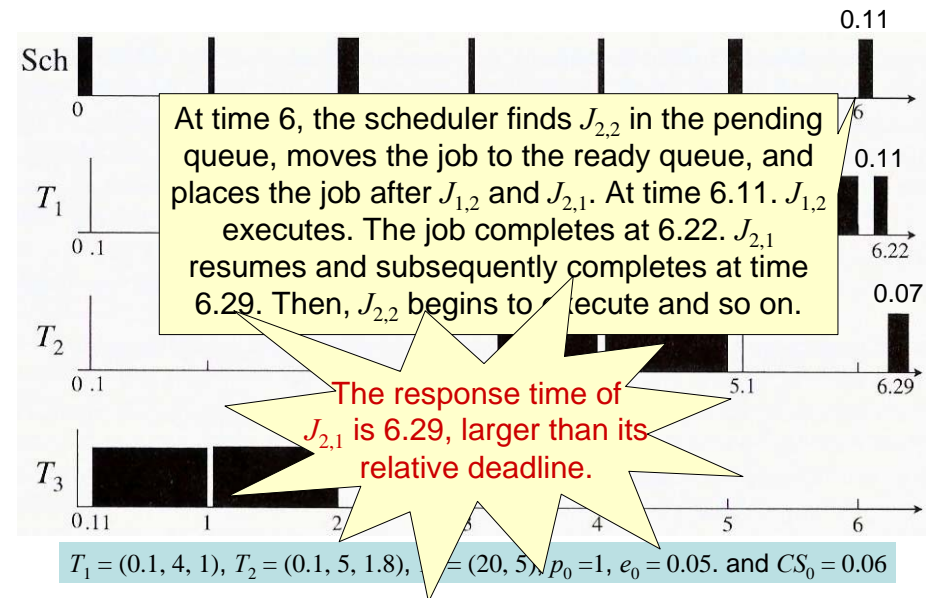 0.11
Sch
0
6
At time 6, the scheduler finds J2,2 in the pending
queue, moves the job to the ready queue, and
places the job after J1,2 and J2,1. At time 6.11. J1,2
executes. The job completes at 6.22. J2,1
resumes and subsequently completes at time
6.29. Then, J2,2 begins to execute and so on.
0.11
T1
0.1
6.22
0.07
T2
0.1
5.1
6.29
The response time of
J2,1 is 6.29, larger than its
relative deadline.
T3
0.11 1 2 3 4 5 6
T1 = (0.1, 4, 1), T2 = (0.1, 5, 1.8), = (20, 5), p0 =1, e0 = 0.05. and CS0 = 0.06